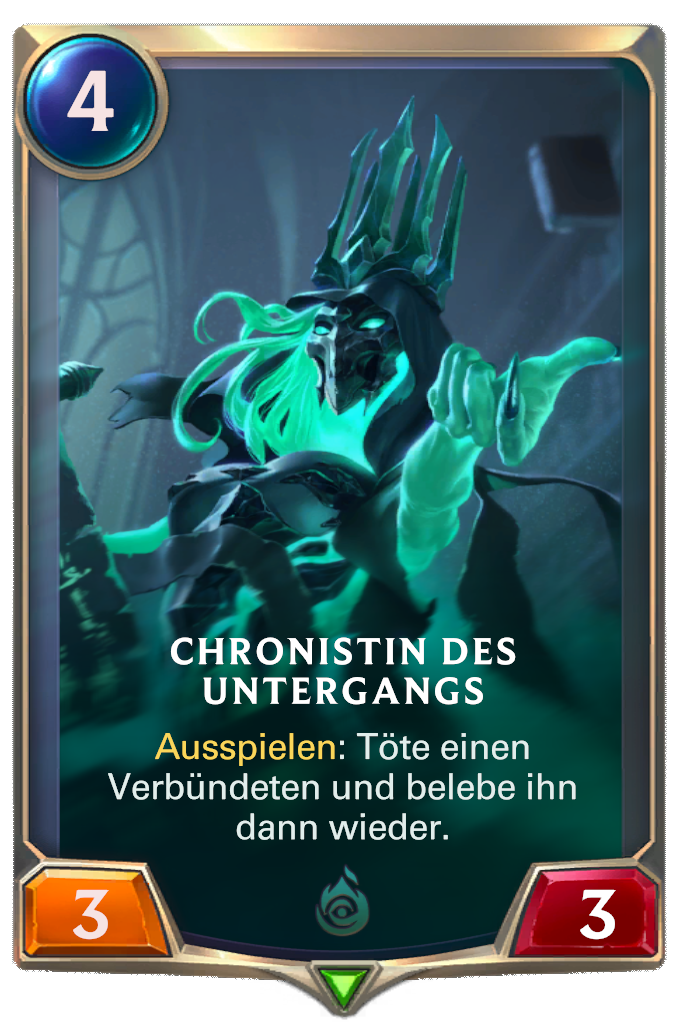 4
CHRONISTIN DES
UNTERGANGS
Ausspielen: Töte einen
Verbündeten und belebe ihn
dann wieder.
3
3